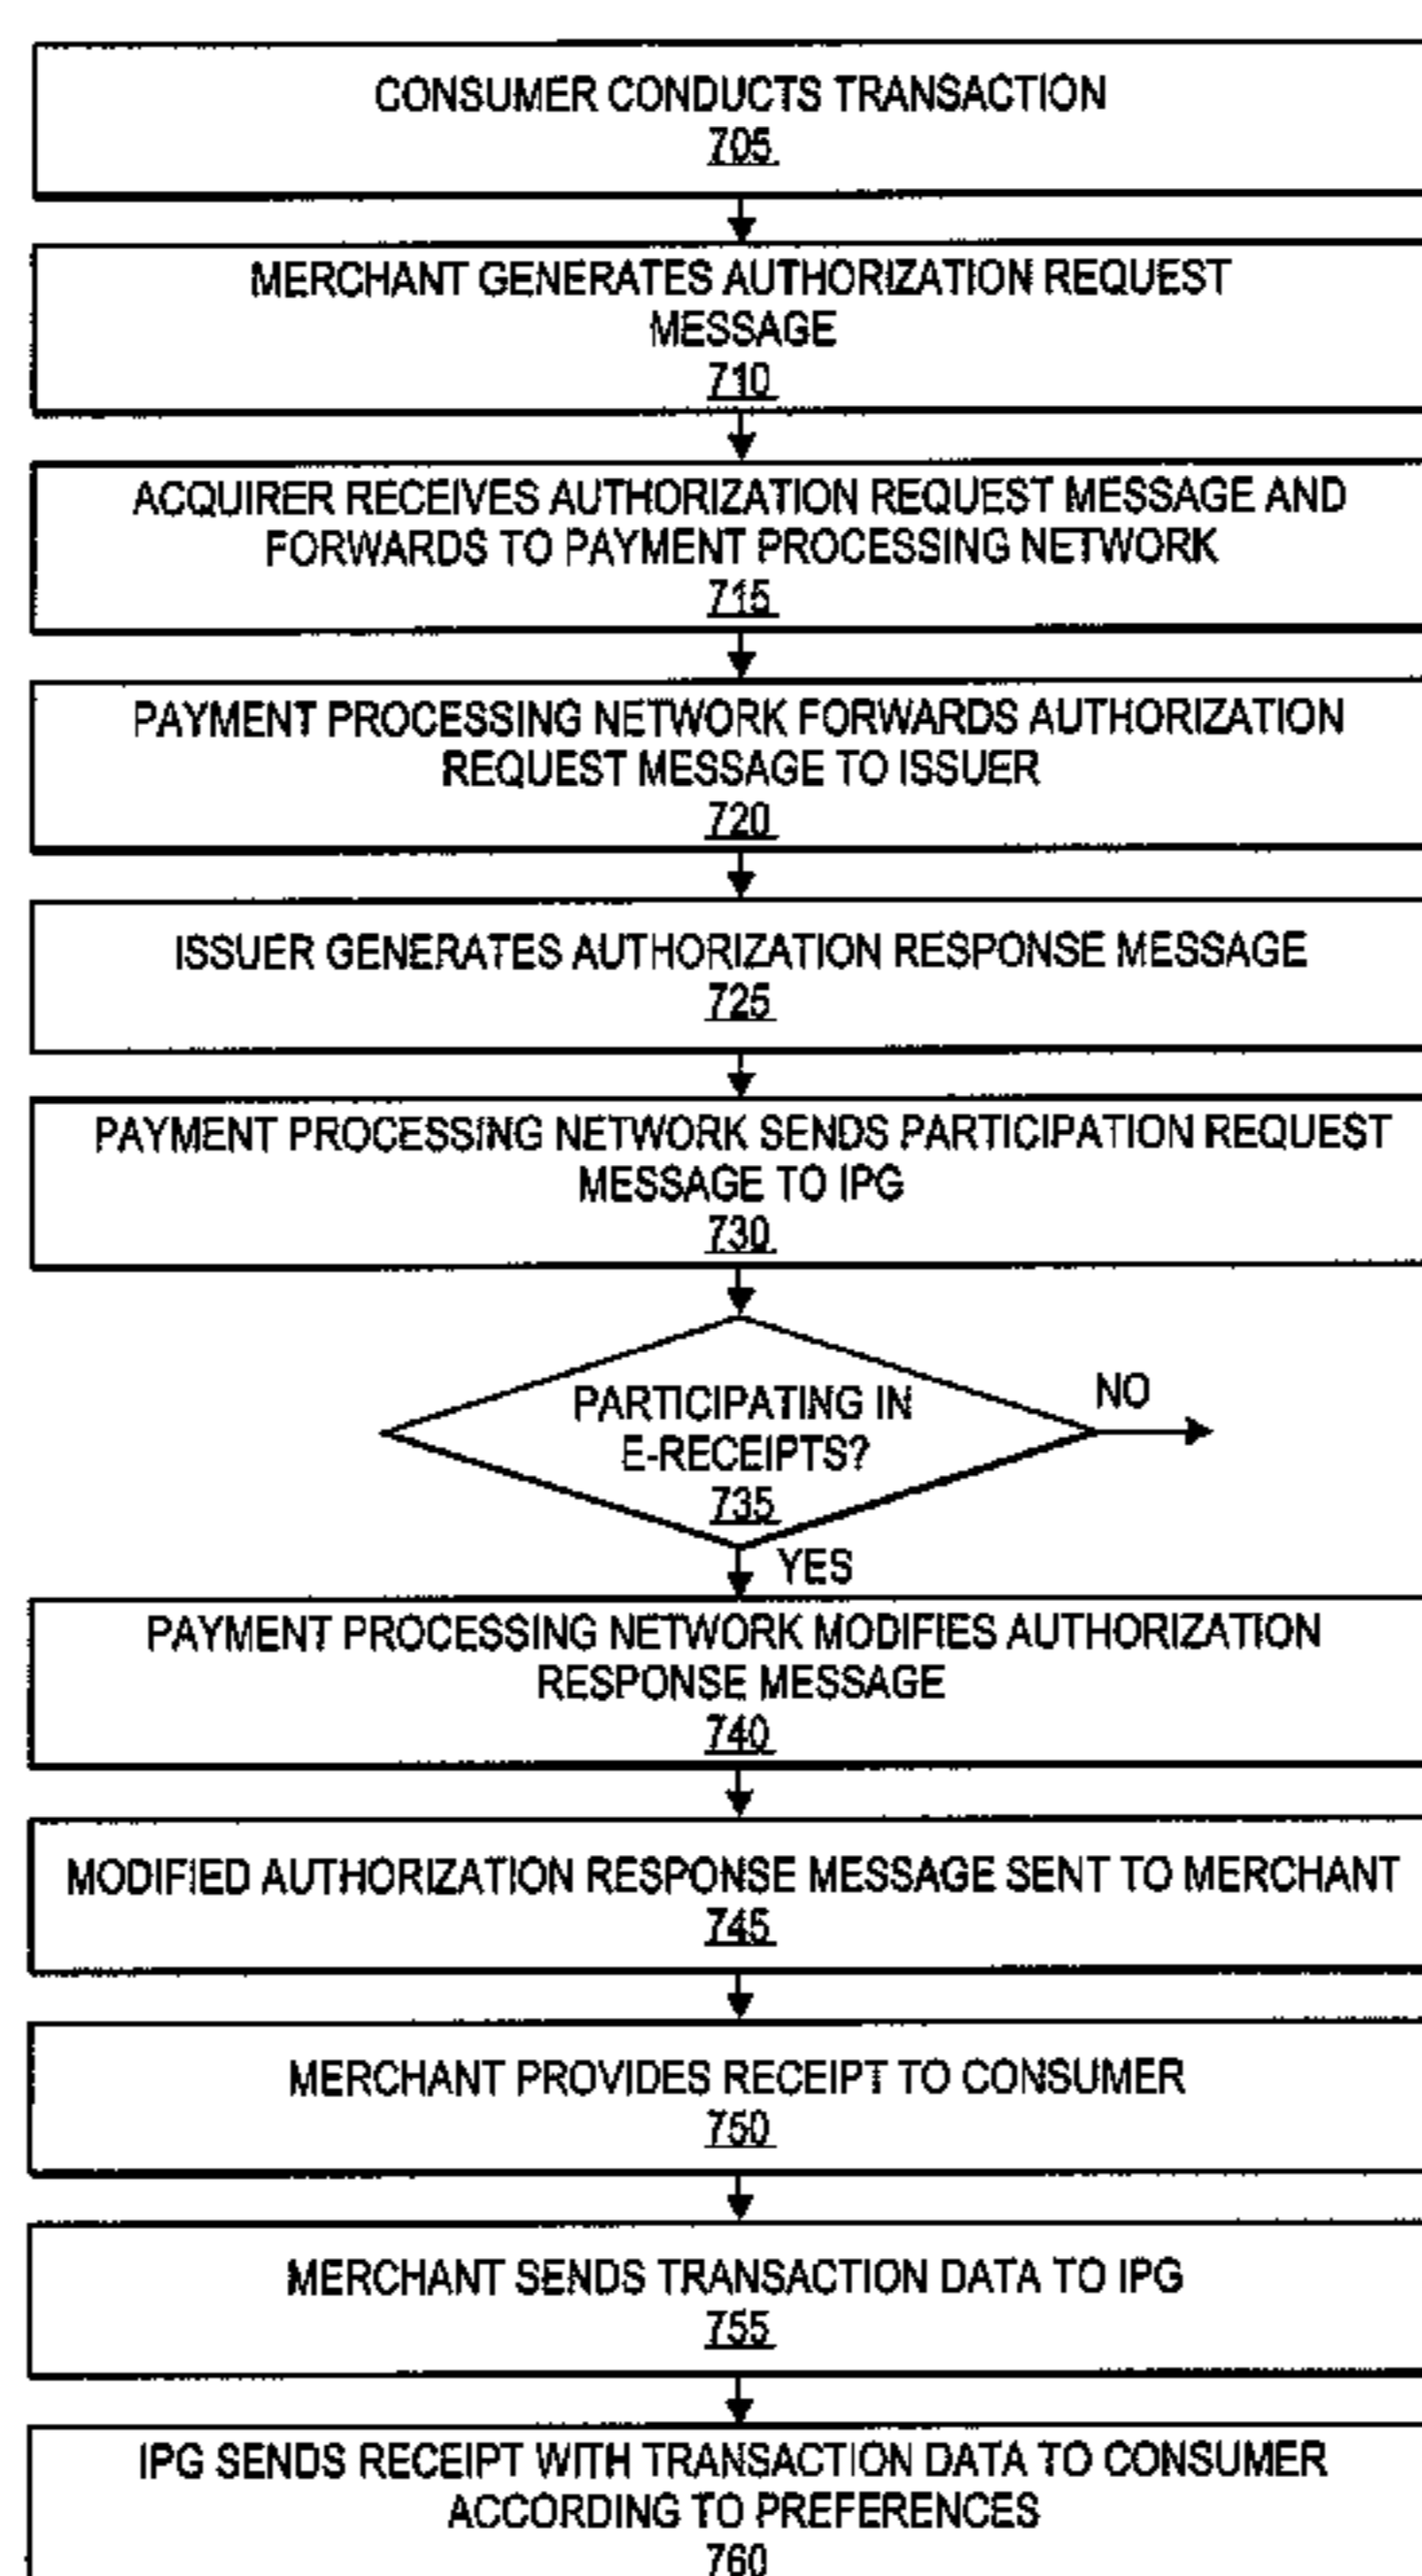 CONSUMER CONDUCTS TRANSACTION
705
MERCHANT GENERATES AUTHORIZATION REQUEST
MESSAGE
710
ACQUIRER RECEIVES AUTHORIZATION REQUEST MESSAGE AND
FORWARDS TO PAYMENT PROCESSING NETWORK
715
PAYMENT PROCESSING NETWORK FORWARDS AUTHORIZATION
REQUEST MESSAGE TO ISSUER
720
ISSUER GENERATES AUTHORIZATION RESPONSE MESSAGE
725
PAYMENT PROCESSING NETWORK SENDS PARTICIPATION REQUEST
MESSAGE TO IPG
730
NO
PARTICIPATING IN
E-RECEIPTS?
735
YES
PAYMENT PROCESSING NETWORK MODIFIES AUTHORIZATION
RESPONSE MESSAGE
740
MODIFIED AUTHORIZATION RESPONSE MESSAGE SENT TO MERCHANT
745
MERCHANT PROVIDES RECEIPT TO CONSUMER
750
MERCHANT SENDS TRANSACTION DATA TO IPG
755
IPG SENDS RECEIPT WITH TRANSACTION DATA TO CONSUMER
ACCORDING TO PREFERENCES
760